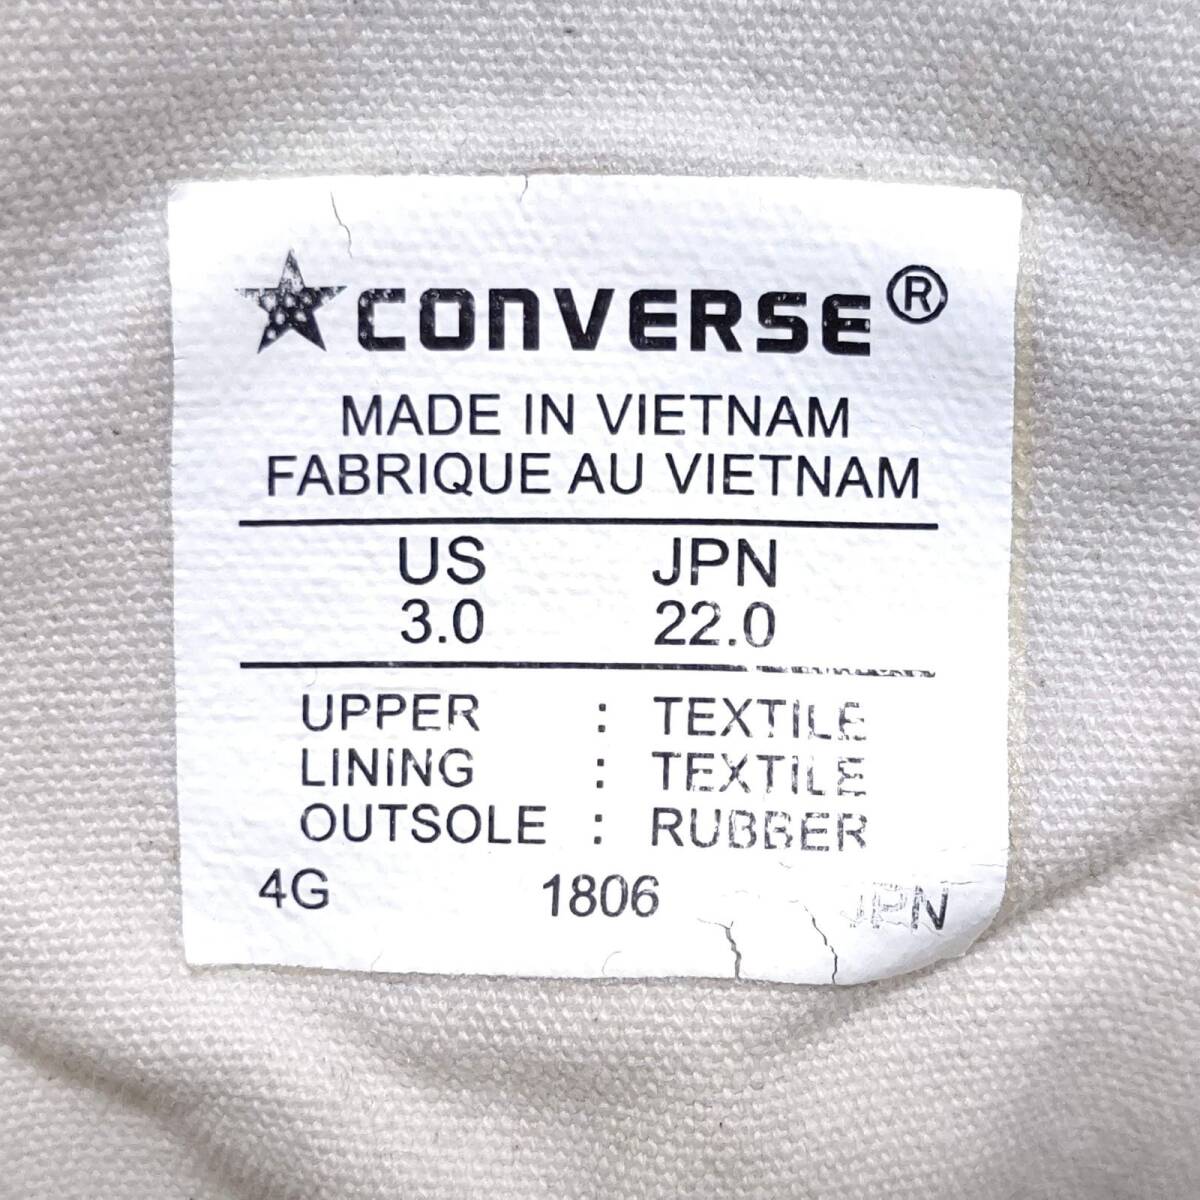 CONVERSE®
MADE IN VIETNAM
FABRIQUE AU VIETNAM
US JPN
3.0 22.0
UPPER : TEXTILE
LINING : TEXTILE
OUTSOLE : RUBBER
4G 1806 JPN